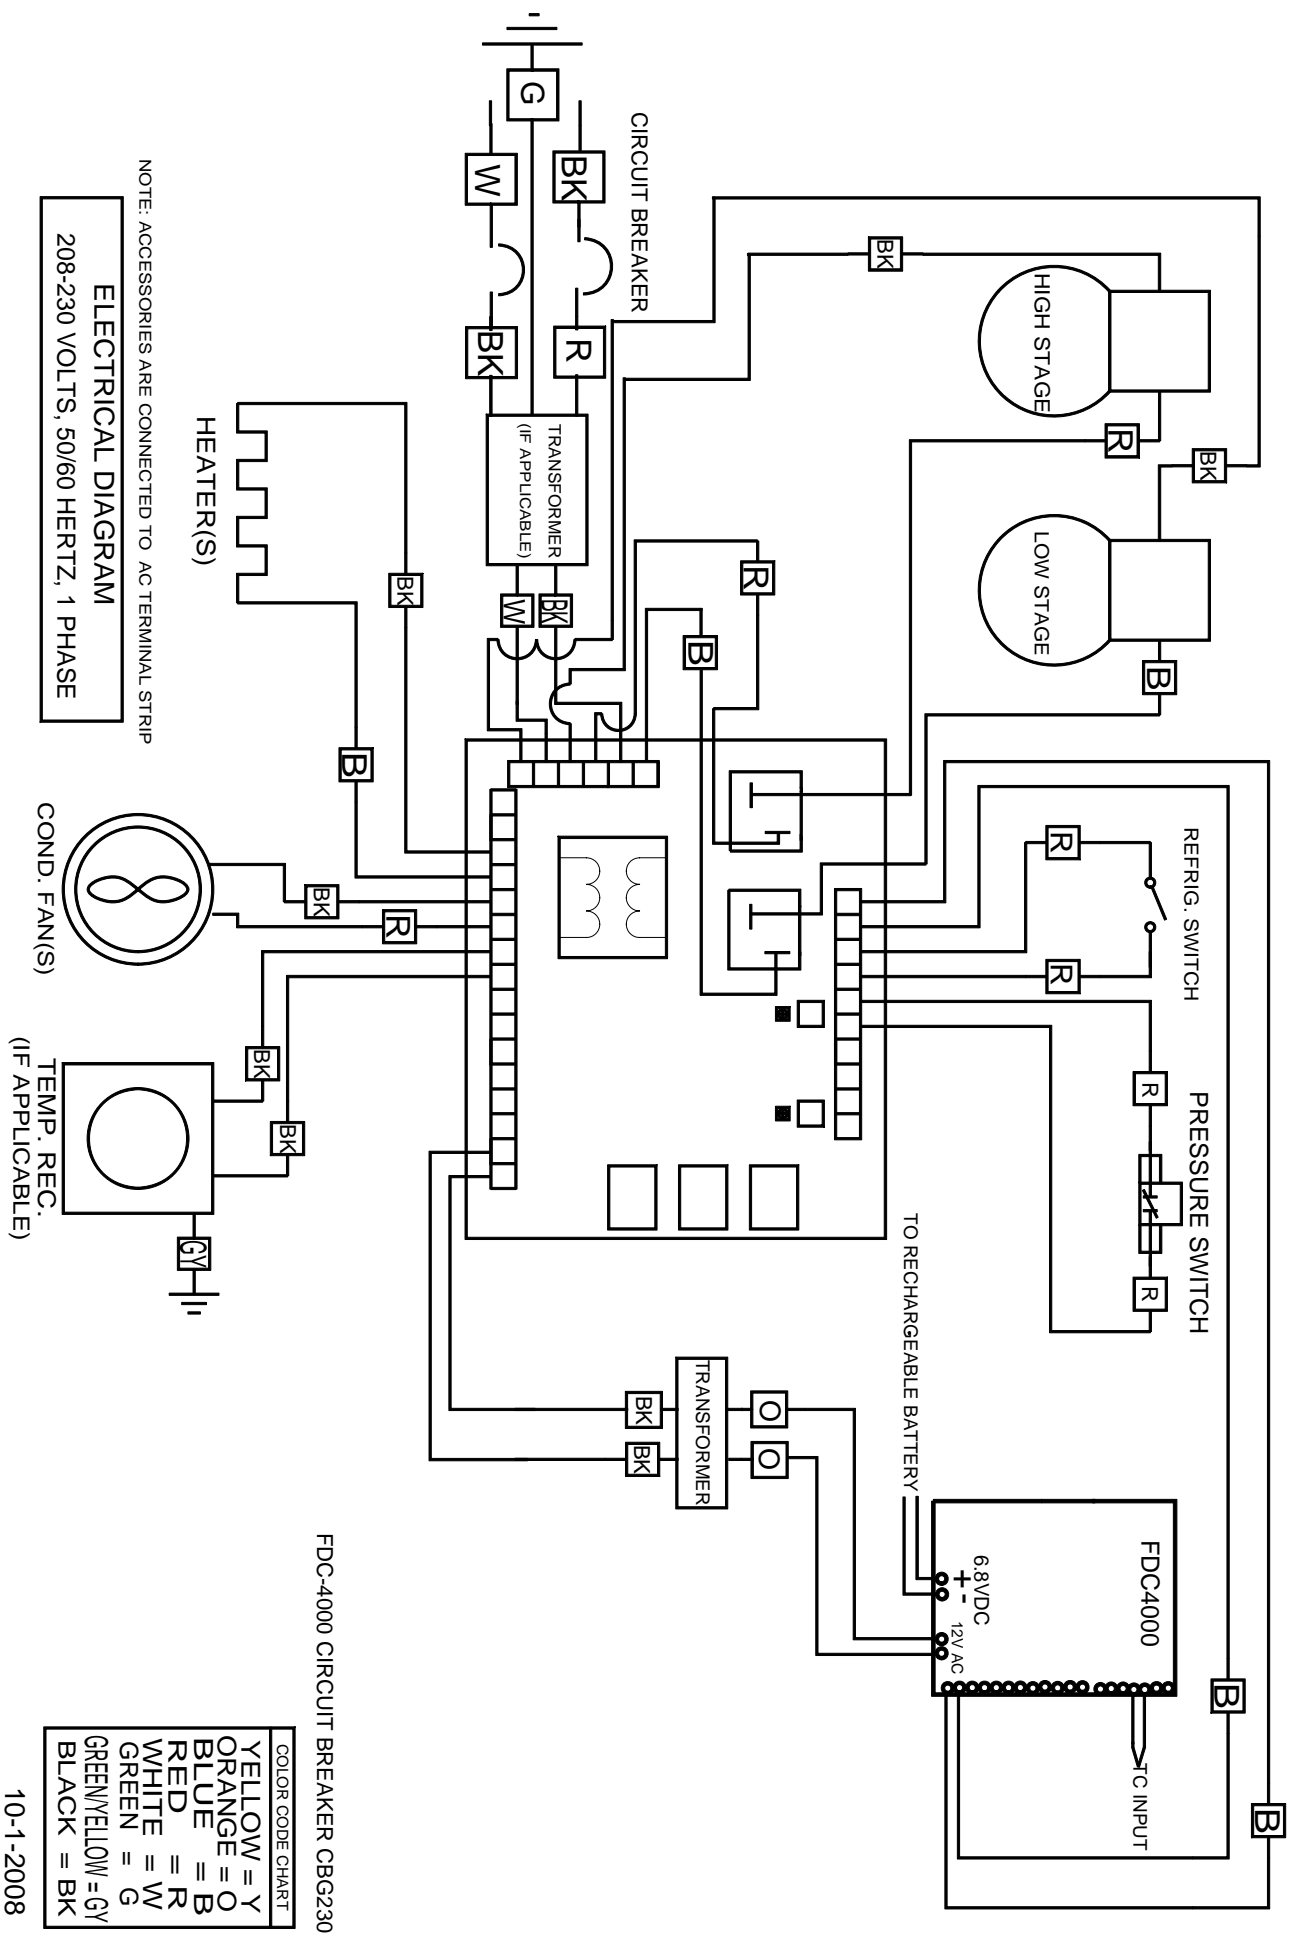 HIGH STAGE
BK
R
LOW STAGE
BK
B
REFRIG. SWITCH
R
R
PRESSURE SWITCH
R
R
FDC4000
6.8VDC
+ -
12V AC
TC INPUT
B
B
TO RECHARGEABLE BATTERY
CIRCUIT BREAKER
-
G
BK
W
R
BK
TRANSFORMER
(IF APPLICABLE)
BK
W
R
B
TRANSFORMER
O
O
BK
BK
HEATER(S)
BK
B
COND. FAN(S)
BK
R
TEMP. REC.
(IF APPLICABLE)
BK
BK
GY
NOTE: ACCESSORIES ARE CONNECTED TO AC TERMINAL STRIP
ELECTRICAL DIAGRAM
208-230 VOLTS, 50/60 HERTZ, 1 PHASE
FDC-4000 CIRCUIT BREAKER CBG230
COLOR CODE CHART
YELLOW = Y
ORANGE = O
BLUE = B
RED = R
WHITE = W
GREEN = G
GREEN/YELLOW = GY
BLACK = BK
10-1-2008